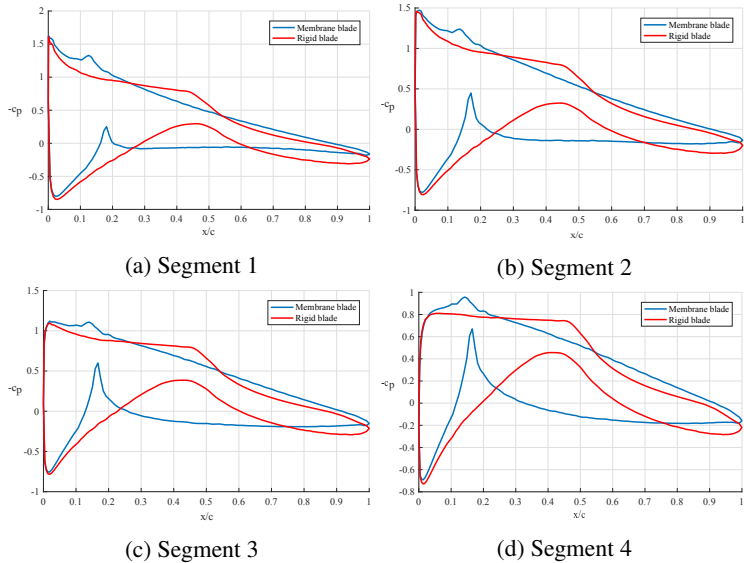 2
1.5
1
0.5
0
-0.5
-1
-c_p
0 0.1 0.2 0.3 0.4 0.5 0.6 0.7 0.8 0.9 1
x/c
Membrane blade
Rigid blade
(a) Segment 1
1.5
1
0.5
0
-0.5
-1
-c_p
0 0.1 0.2 0.3 0.4 0.5 0.6 0.7 0.8 0.9 1
x/c
Membrane blade
Rigid blade
(b) Segment 2
1.5
1
0.5
0
-0.5
-1
-c_p
0 0.1 0.2 0.3 0.4 0.5 0.6 0.7 0.8 0.9 1
x/c
Membrane blade
Rigid blade
(c) Segment 3
1
0.8
0.6
0.4
0.2
0
-0.2
-0.4
-0.6
-0.8
-c_p
0 0.1 0.2 0.3 0.4 0.5 0.6 0.7 0.8 0.9 1
x/c
Membrane blade
Rigid blade
(d) Segment 4